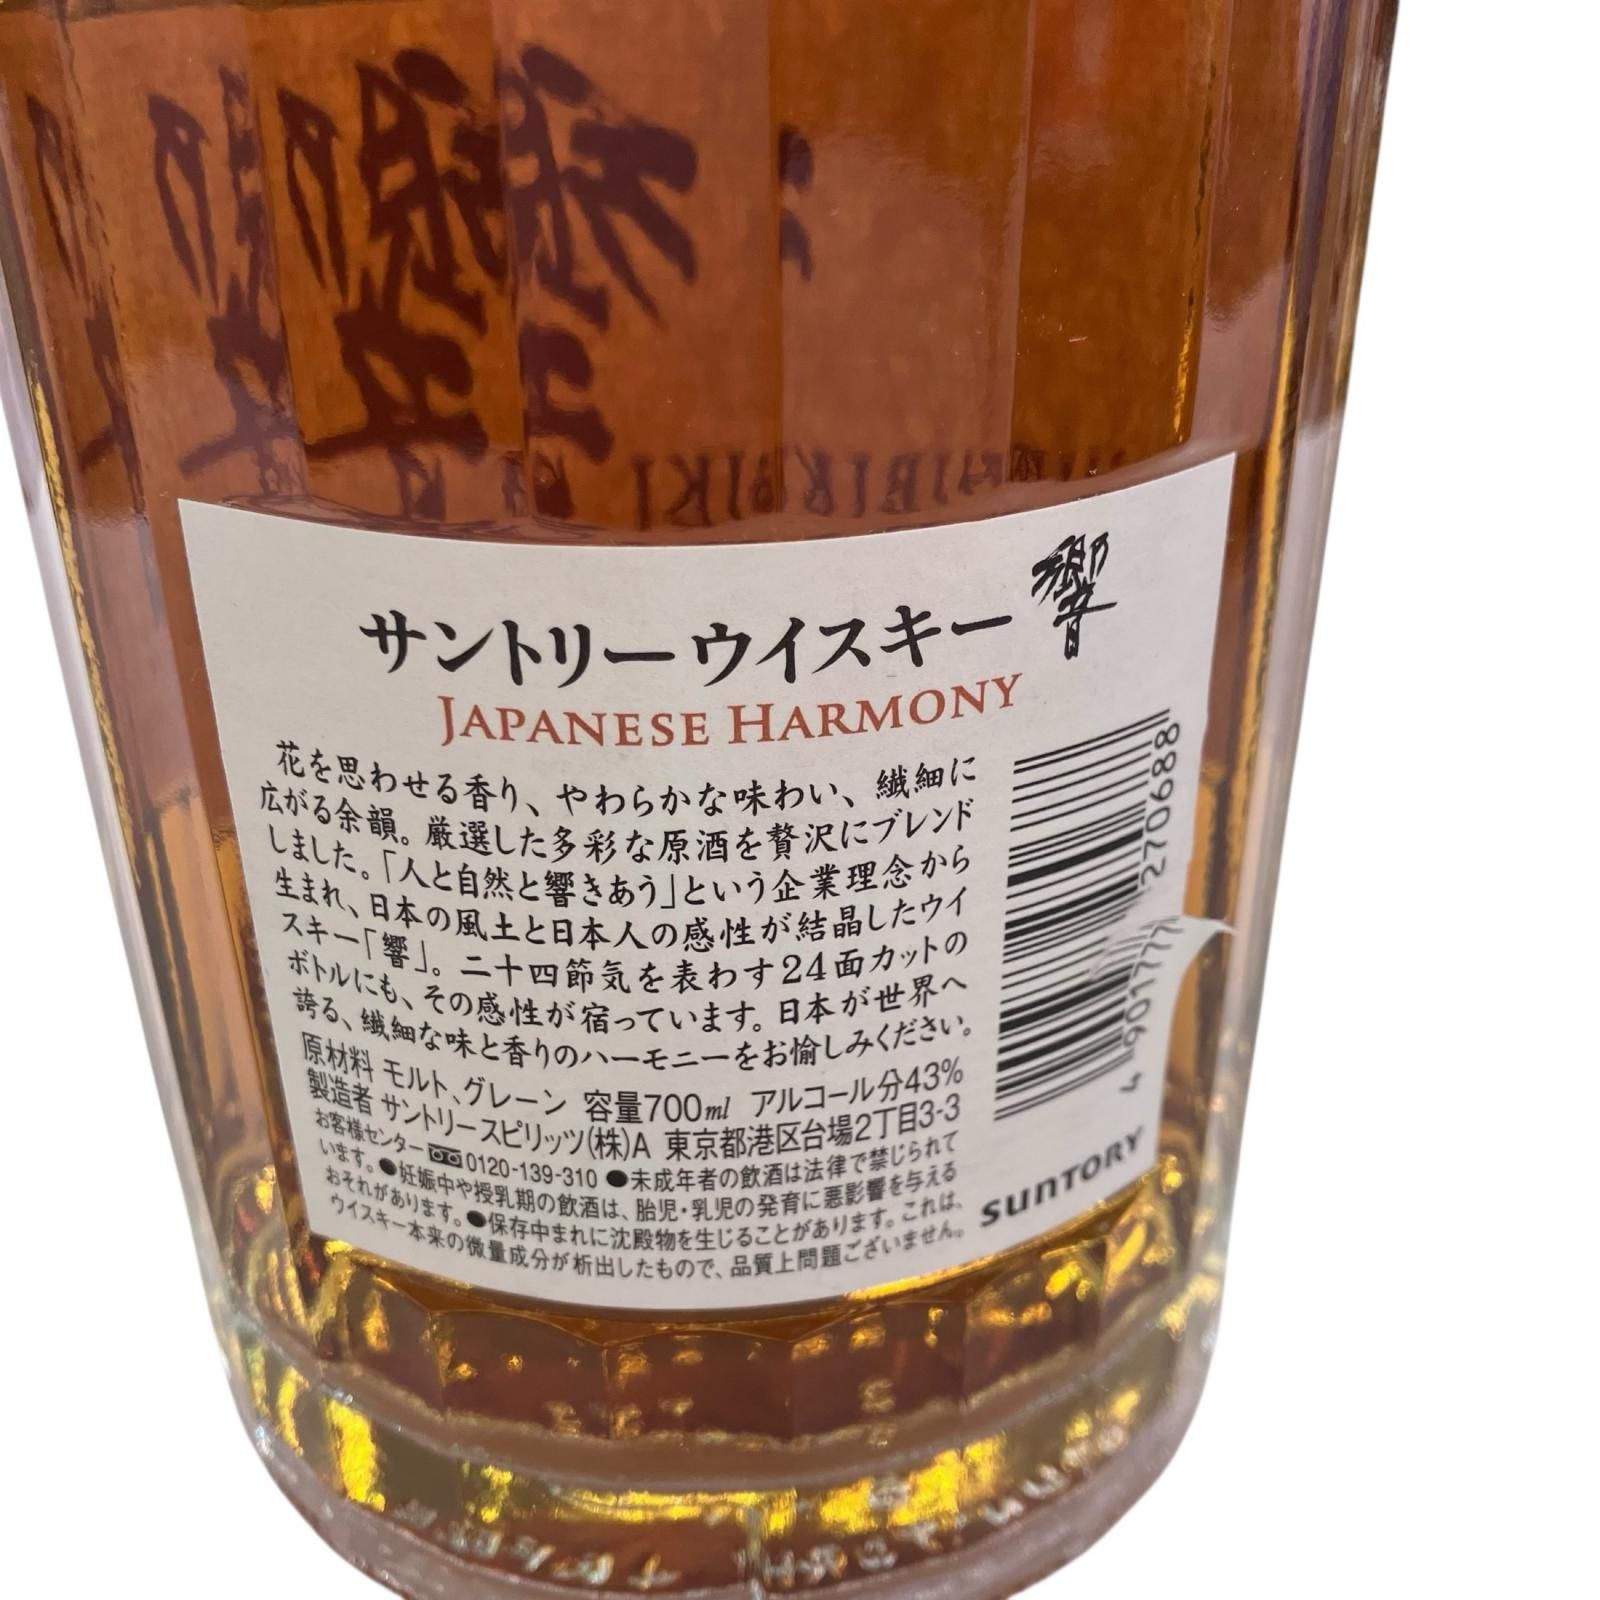 HIBIKI
サントリーウイスキー 響
JAPANESE HARMONY
花を思わせる香り、やわらかな味わい、繊細に
広がる余韻。厳選した多彩な原酒を贅沢にブレンド
しました。「人と自然と響きあう」という企業理念から
生まれ、日本の風土と日本人の感性が結晶したウイ
スキー「響」。二十四節気を表わす24面カットの
ボトルにも、その感性が宿っています。日本が世界へ
誇る、繊細な味と香りのハーモニーをお愉しみください。
原材料 モルト、グレーン 容量700ml アルコール分43%
製造者 サントリースピリッツ(株)A 東京都港区台場2丁目3-3
お客様センター 0120-139-310 ●未成年者の飲酒は法律で禁じられて
います。●妊娠中や授乳期の飲酒は、胎児・乳児の発育に悪影響を与える
おそれがあります。●保存中まれに沈殿物を生じることがあります。これは、
ウイスキー本来の微量成分が析出したもので、品質上問題ございません。
4 901777 270688
SUNTORY